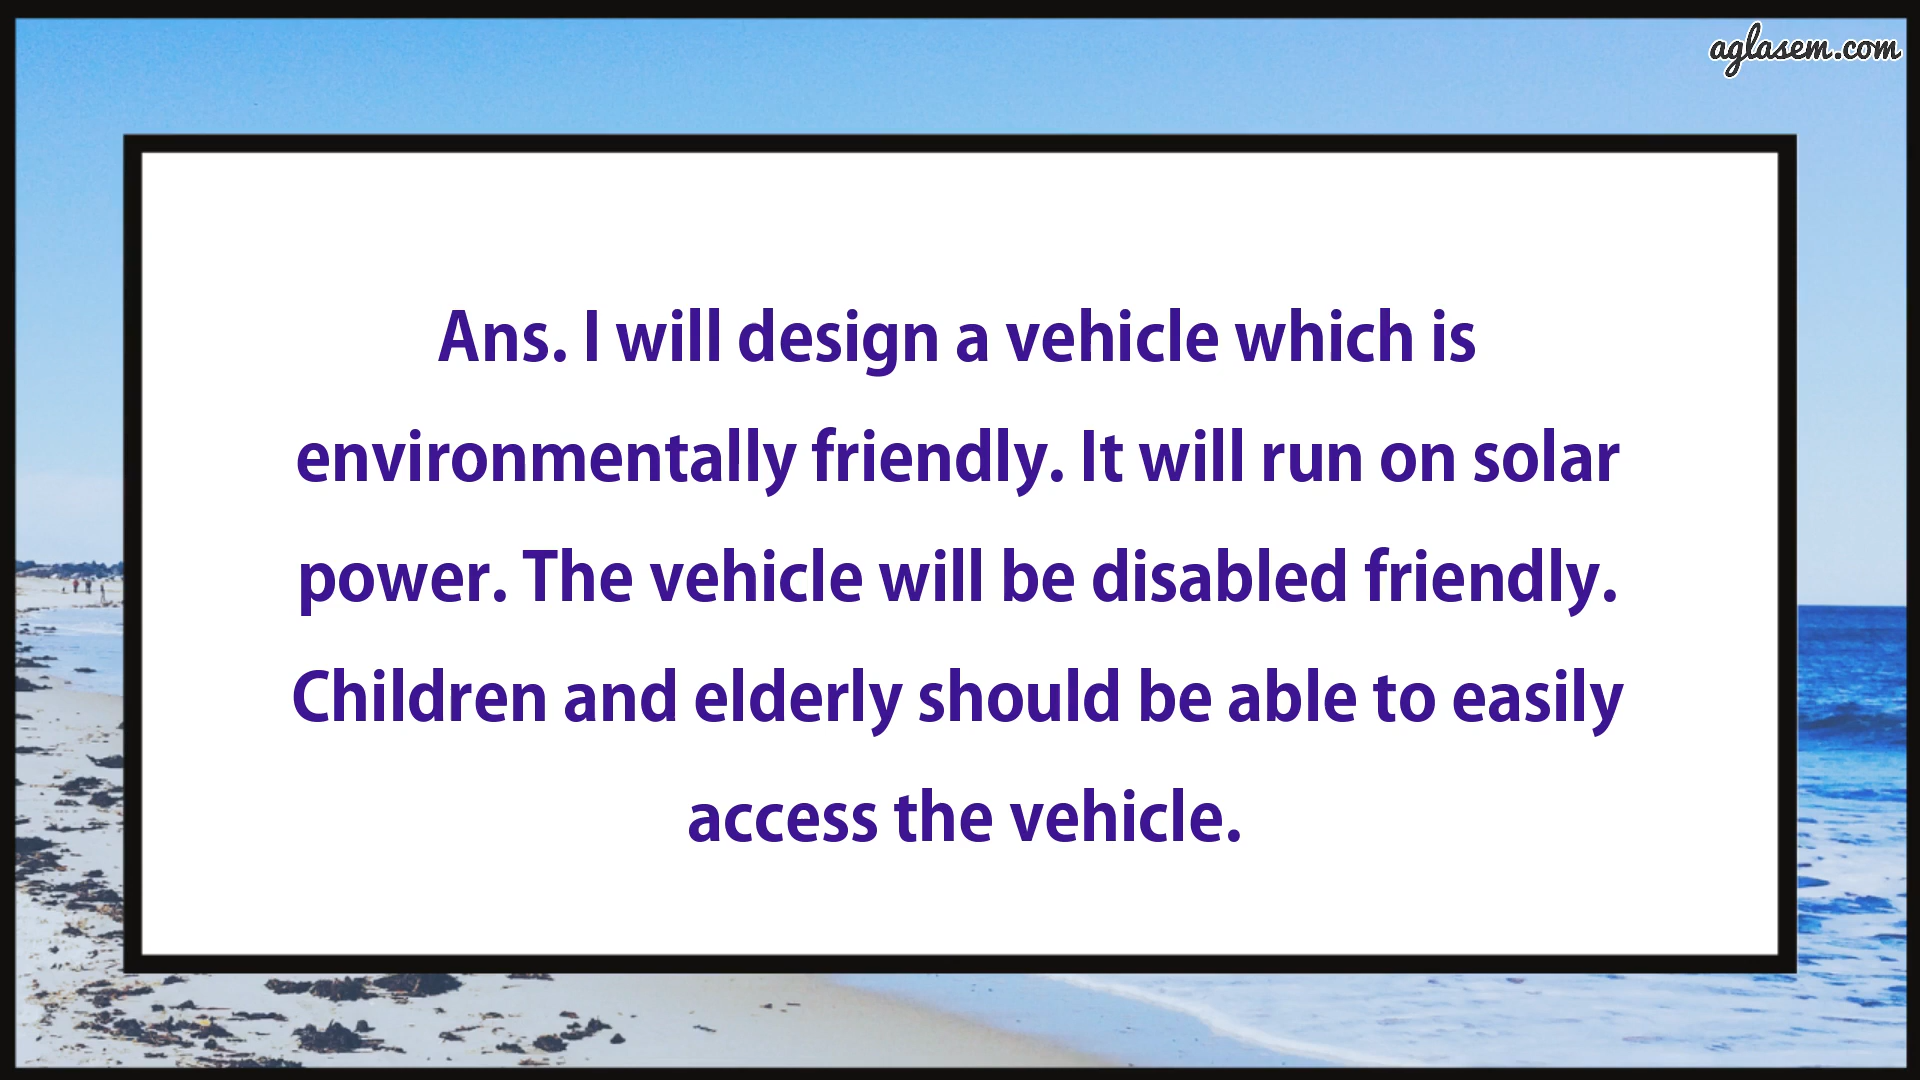 aglasem.com
Ans. I will design a vehicle which is
environmentally friendly. It will run on solar
power. The vehicle will be disabled friendly.
Children and elderly should be able to easily
access the vehicle.